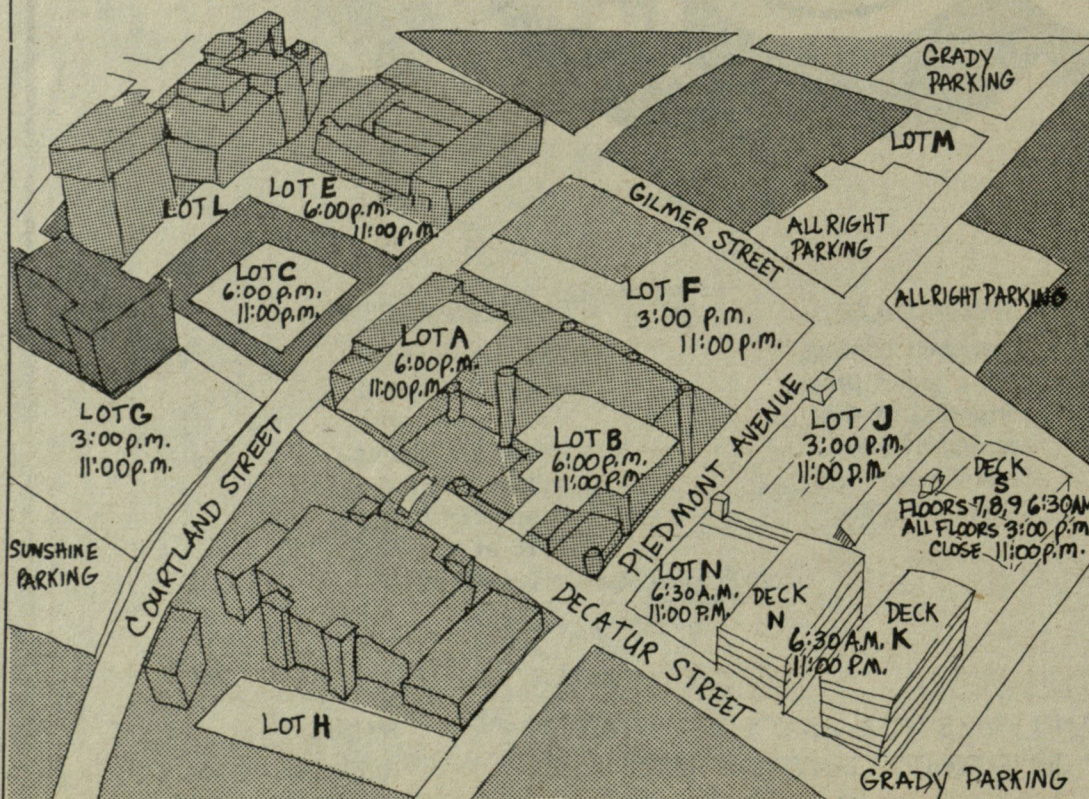 GRADY
PARKING
LOT M
LOT E
6:00 p.m.
11:00 p.m.
LOT L
GILMER STREET
ALLRIGHT
PARKING
LOT C
6:00 p.m.
11:00 p.m.
LOT F
3:00 p.m.
11:00 p.m.
ALLRIGHT PARKING
LOT A
6:00 p.m.
11:00 p.m.
LOT G
3:00 p.m.
11:00 p.m.
LOT B
6:00 p.m.
11:00 p.m.
PIEDMONT AVENUE
LOT J
3:00 p.m.
11:00 p.m.
DECK
S
FLOORS 7,8,9 6:30AM
ALL FLOORS 3:00 p.m.
CLOSE 11:00 p.m.
COURTLAND STREET
SUNSHINE
PARKING
LOT N
6:30 A.M.
11:00 P.M.
DECK
N
DECK
K
6:30 A.M.
11:00 P.M.
DECATUR STREET
LOT H
GRADY PARKING